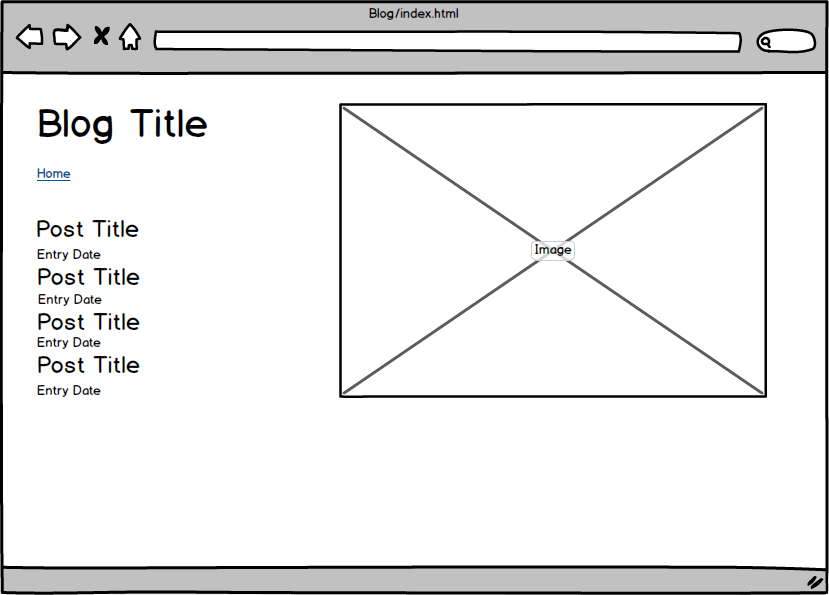 Blog/index.html
Blog Title
Home
Post Title
Entry Date
Post Title
Entry Date
Post Title
Entry Date
Post Title
Entry Date
Image